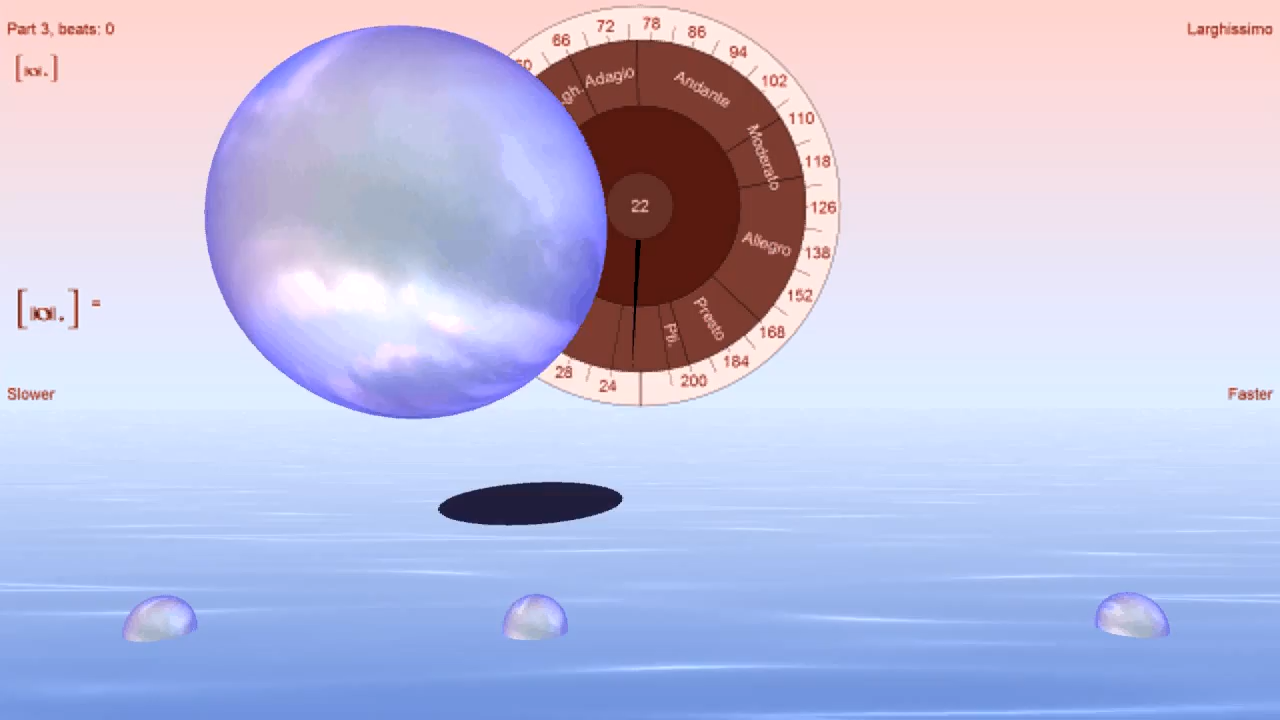 Part 3, beats: 0
Larghissimo
=
Slower
Faster
66
72
78
86
94
102
110
118
126
138
152
168
184
200
24
28
Adagio
Andante
Moderato
Allegro
Presto
Pti.
22